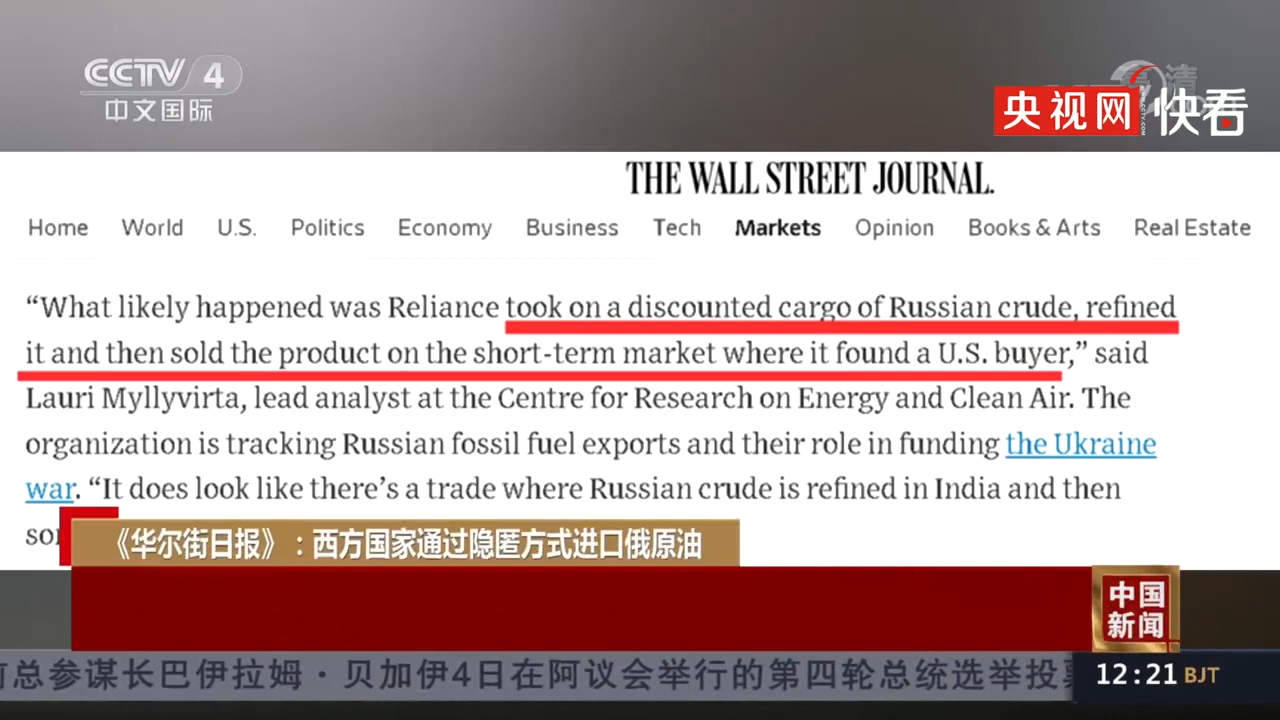 CCTV 4
中文国际
央视网 快看
THE WALL STREET JOURNAL.
Home World U.S. Politics Economy Business Tech Markets Opinion Books & Arts Real Estate
“What likely happened was Reliance took on a discounted cargo of Russian crude, refined
it and then sold the product on the short-term market where it found a U.S. buyer,” said
Lauri Myllyvirta, lead analyst at the Centre for Research on Energy and Clean Air. The
organization is tracking Russian fossil fuel exports and their role in funding the Ukraine
war. “It does look like there’s a trade where Russian crude is refined in India and then
《华尔街日报》：西方国家通过隐匿方式进口俄原油
中国
新闻
总参谋长巴伊拉姆·贝加伊4日在阿议会举行的第四轮总统选举投票
12:21 BJT